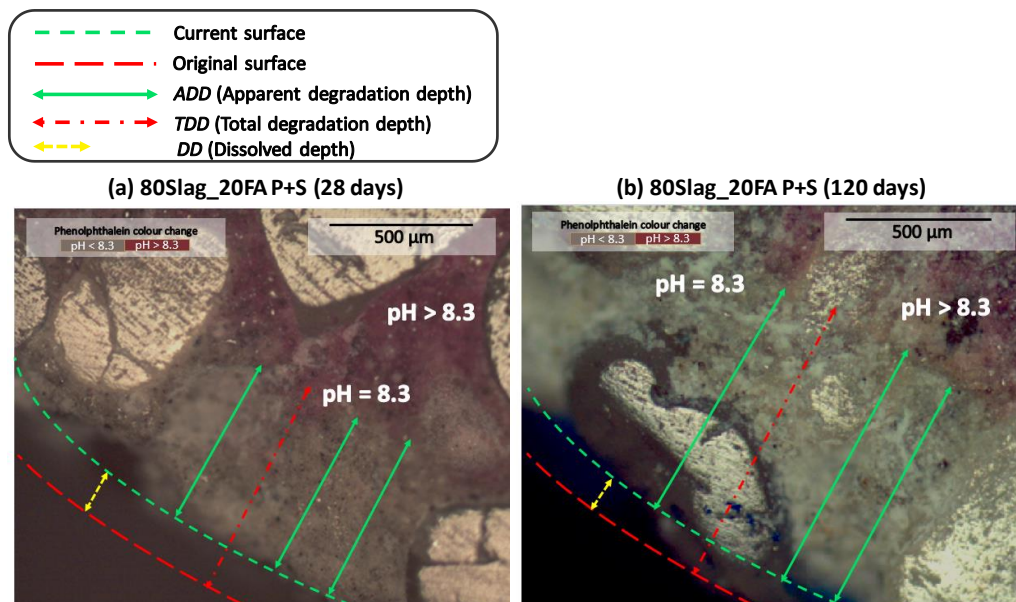 Current surface
Original surface
ADD (Apparent degradation depth)
TDD (Total degradation depth)
DD (Dissolved depth)
(a) 80Slag_20FA P+S (28 days)
(b) 80Slag_20FA P+S (120 days)
Phenolphthalein colour change
pH < 8.3 pH > 8.3
500 µm
pH > 8.3
pH = 8.3
Phenolphthalein colour change
pH < 8.3 pH > 8.3
500 µm
pH = 8.3
pH > 8.3